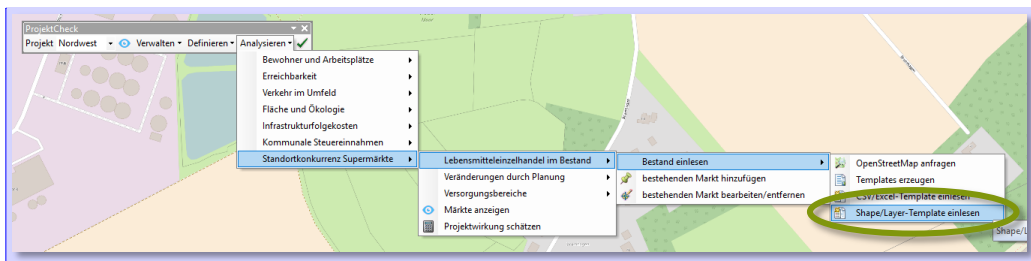 ProjektCheck
Projekt Nordwest Verwalten Definieren Analysieren
Bewohner und Arbeitsplätze
Erreichbarkeit
Verkehr im Umfeld
Fläche und Ökologie
Infrastrukturfolgekosten
Kommunale Steuereinnahmen
Standortkonkurrenz Supermärkte
Lebensmitteleinzelhandel im Bestand
Veränderungen durch Planung
Versorgungsbereiche
Märkte anzeigen
Projektwirkung schätzen
Bestand einlesen
bestehenden Markt hinzufügen
bestehenden Markt bearbeiten/entfernen
OpenStreetMap anfragen
Templates erzeugen
CSV/Excel-Template einlesen
Shape/Layer-Template einlesen
Shape/L